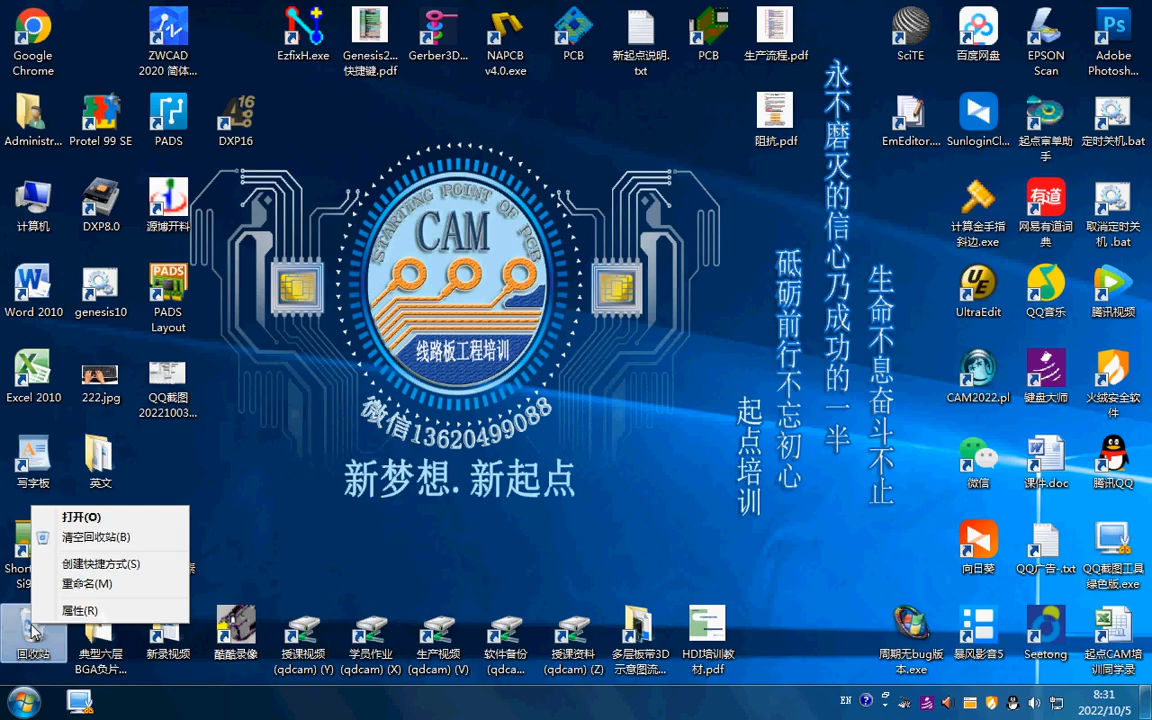 Google
Chrome
ZWCAD
2020 简体...
EzfixH.exe
Genesis2...
快捷键.pdf
Gerber3D...
NAPCB
v4.0.exe
PCB
新起点说明.
txt
PCB
生产流程.pdf
SciTE
百度网盘
EPSON
Scan
Adobe
Photosh...
Administr...
Protel 99 SE
PADS
DXP16
阻抗.pdf
EmEditor....
SunloginCl...
起点审单助
手
定时关机.bat
计算机
DXP8.0
源博开料
计算金手指
斜边.exe
网易有道词
典
取消定时关
机 .bat
Word 2010
genesis10
PADS
Layout
UltraEdit
QQ音乐
腾讯视频
Excel 2010
222.jpg
QQ截图
20221003...
CAM2022.pl
键盘大师
火绒安全软
件
写字板
英文
微信
课件.doc
腾讯QQ
STARTING POINT OF PCB
CAM
线路板工程培训
微信13620499088
新梦想.新起点
永不磨灭的信心乃成功的一半
砥砺前行不忘初心
生命不息奋斗不止
起点培训
打开(O)
清空回收站(B)
创建快捷方式(S)
重命名(M)
属性(R)
Short
Si9
向日葵
QQ广告-.txt
QQ截图工具
绿色版.exe
回收站
典型六层
BGA负片...
新录视频
酷酷录像
授课视频
(qdcam) (Y)
学员作业
(qdcam) (X)
生产视频
(qdcam) (V)
软件备份
(qdca...
授课资料
(qdcam) (Z)
多层板带3D
示意图流...
HDI培训教
材.pdf
周期无bug版
本.exe
暴风影音5
Seetong
起点CAM培
训同学录
EN
8:31
2022/10/5